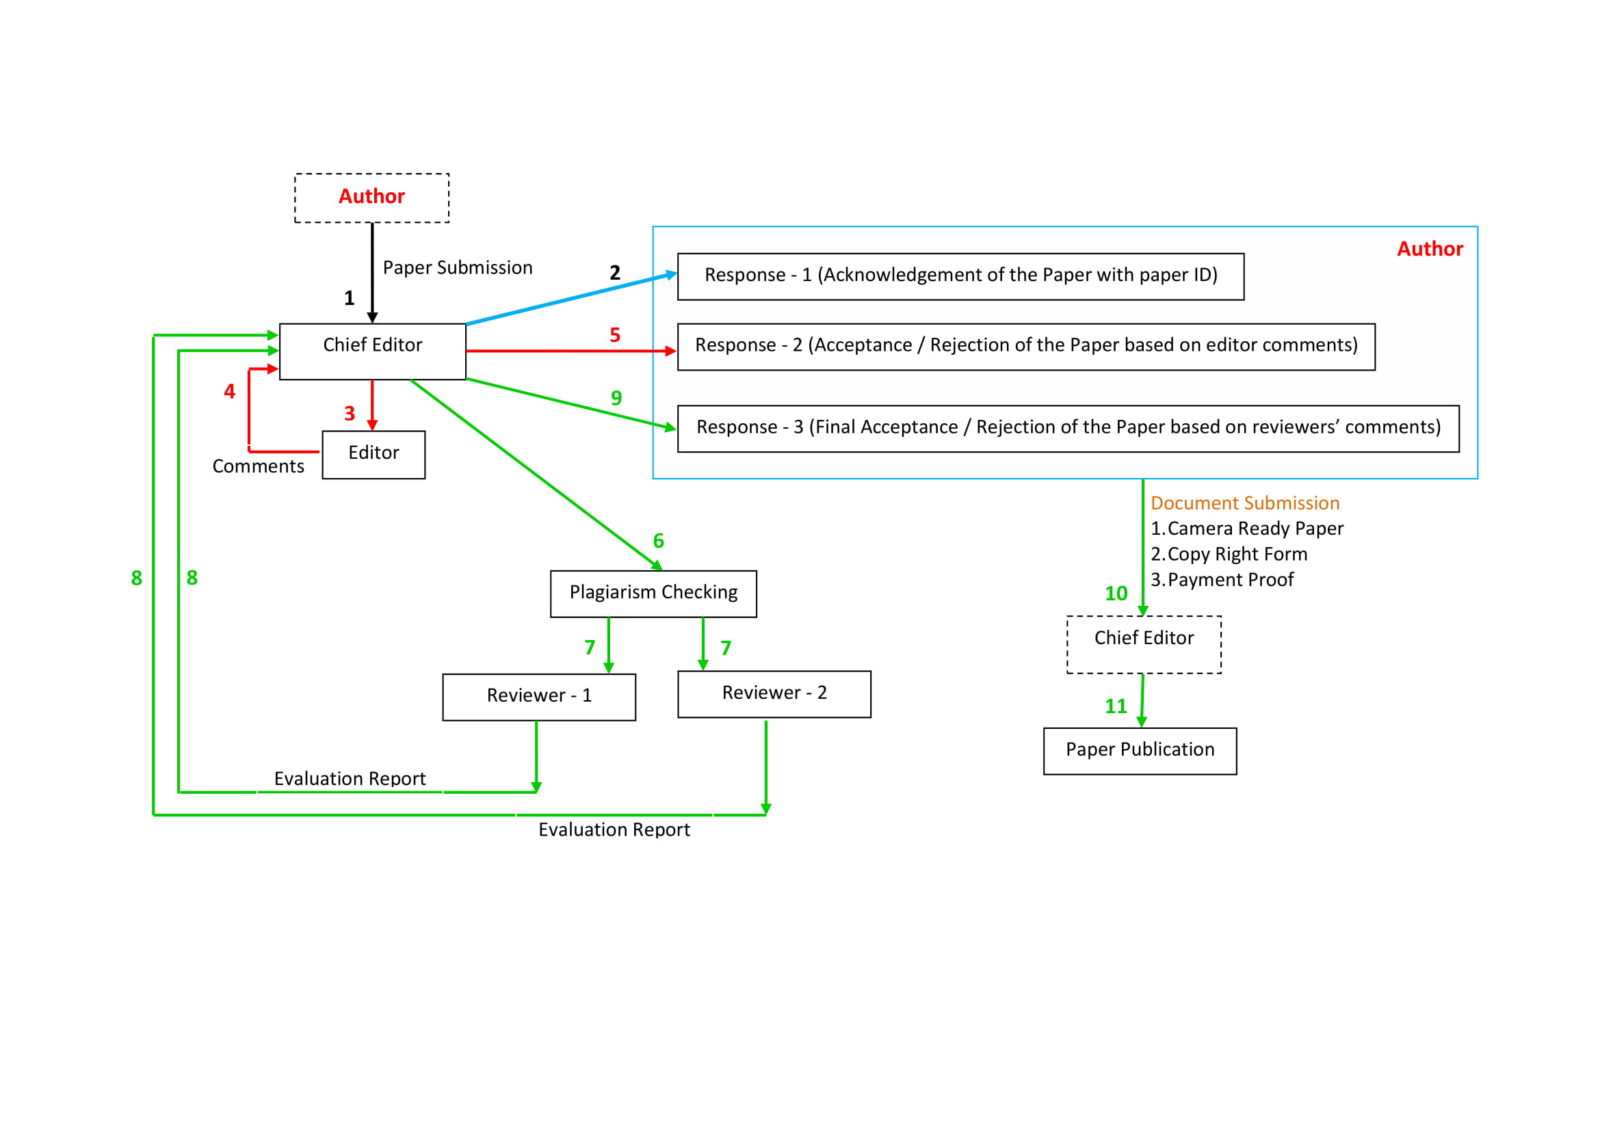 Author
Paper Submission
1
Author
2
Response - 1 (Acknowledgement of the Paper with paper ID)
Chief Editor
5
Response - 2 (Acceptance / Rejection of the Paper based on editor comments)
4
3
9
Response - 3 (Final Acceptance / Rejection of the Paper based on reviewers’ comments)
Editor
Comments
Document Submission
1.Camera Ready Paper
2.Copy Right Form
3.Payment Proof
6
8
8
Plagiarism Checking
10
Chief Editor
7
7
Reviewer - 1
Reviewer - 2
11
Paper Publication
Evaluation Report
Evaluation Report